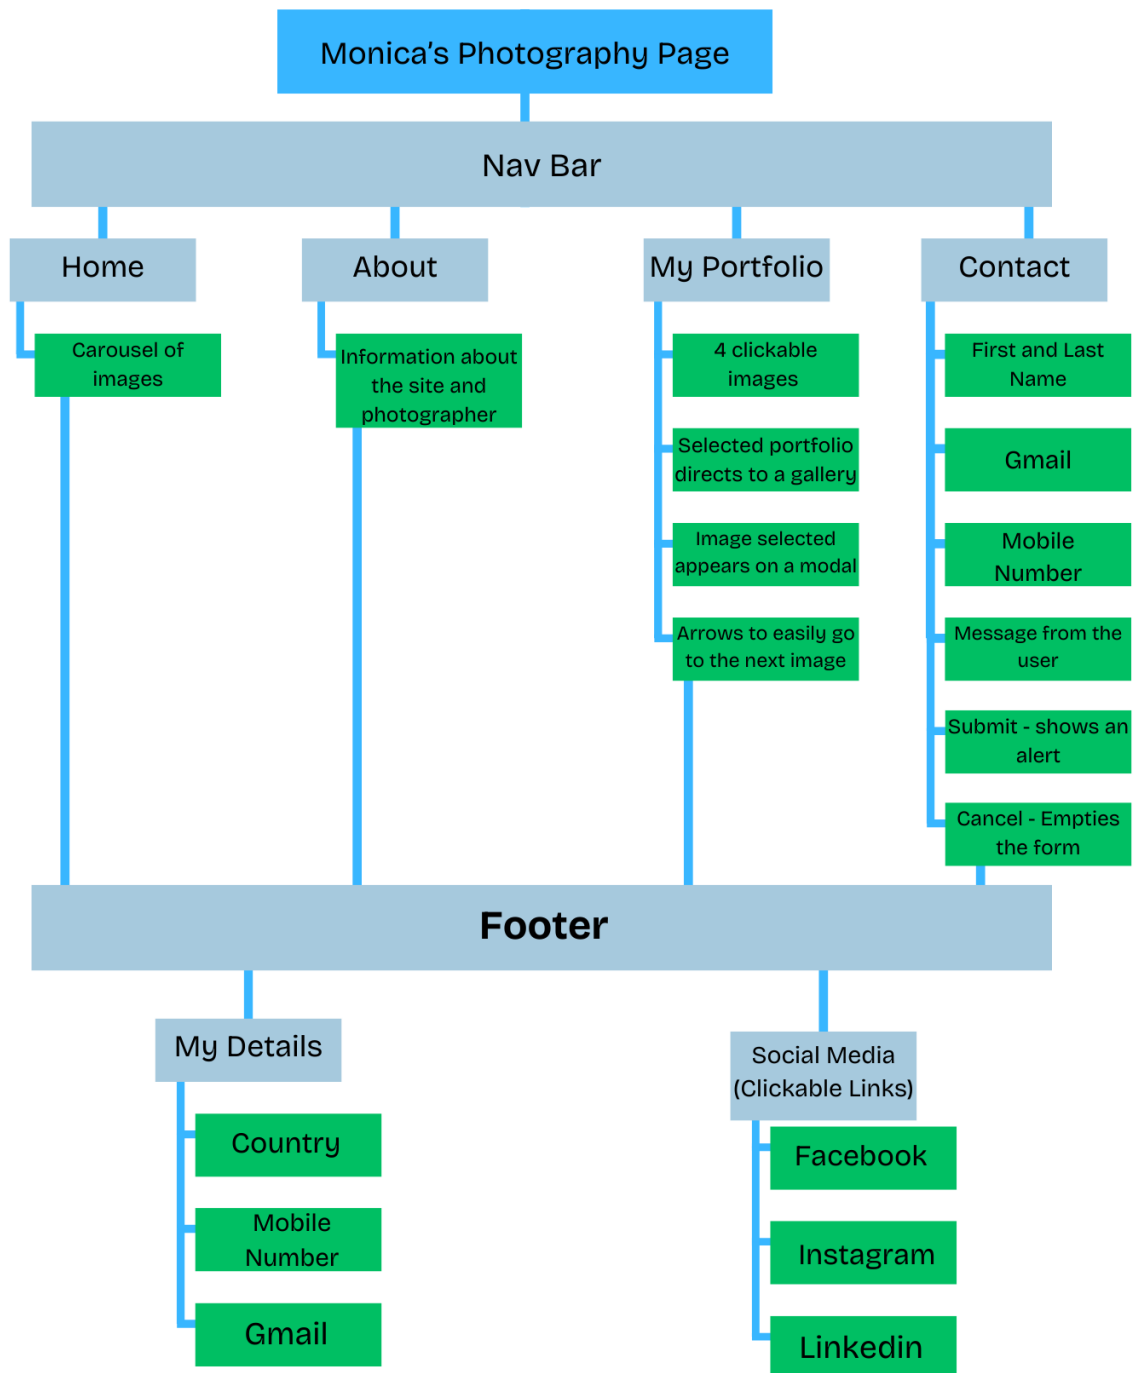 Monica's Photography Page
Nav Bar
Home
About
My Portfolio
Contact
Carousel of
images
Information about
the site and
photographer
4 clickable
images
Selected portfolio
directs to a gallery
Image selected
appears on a modal
Arrows to easily go
to the next image
First and Last
Name
Gmail
Mobile
Number
Message from the
user
Submit - shows an
alert
Cancel - Empties
the form
Footer
My Details
Country
Mobile
Number
Gmail
Social Media
(Clickable Links)
Facebook
Instagram
Linkedin